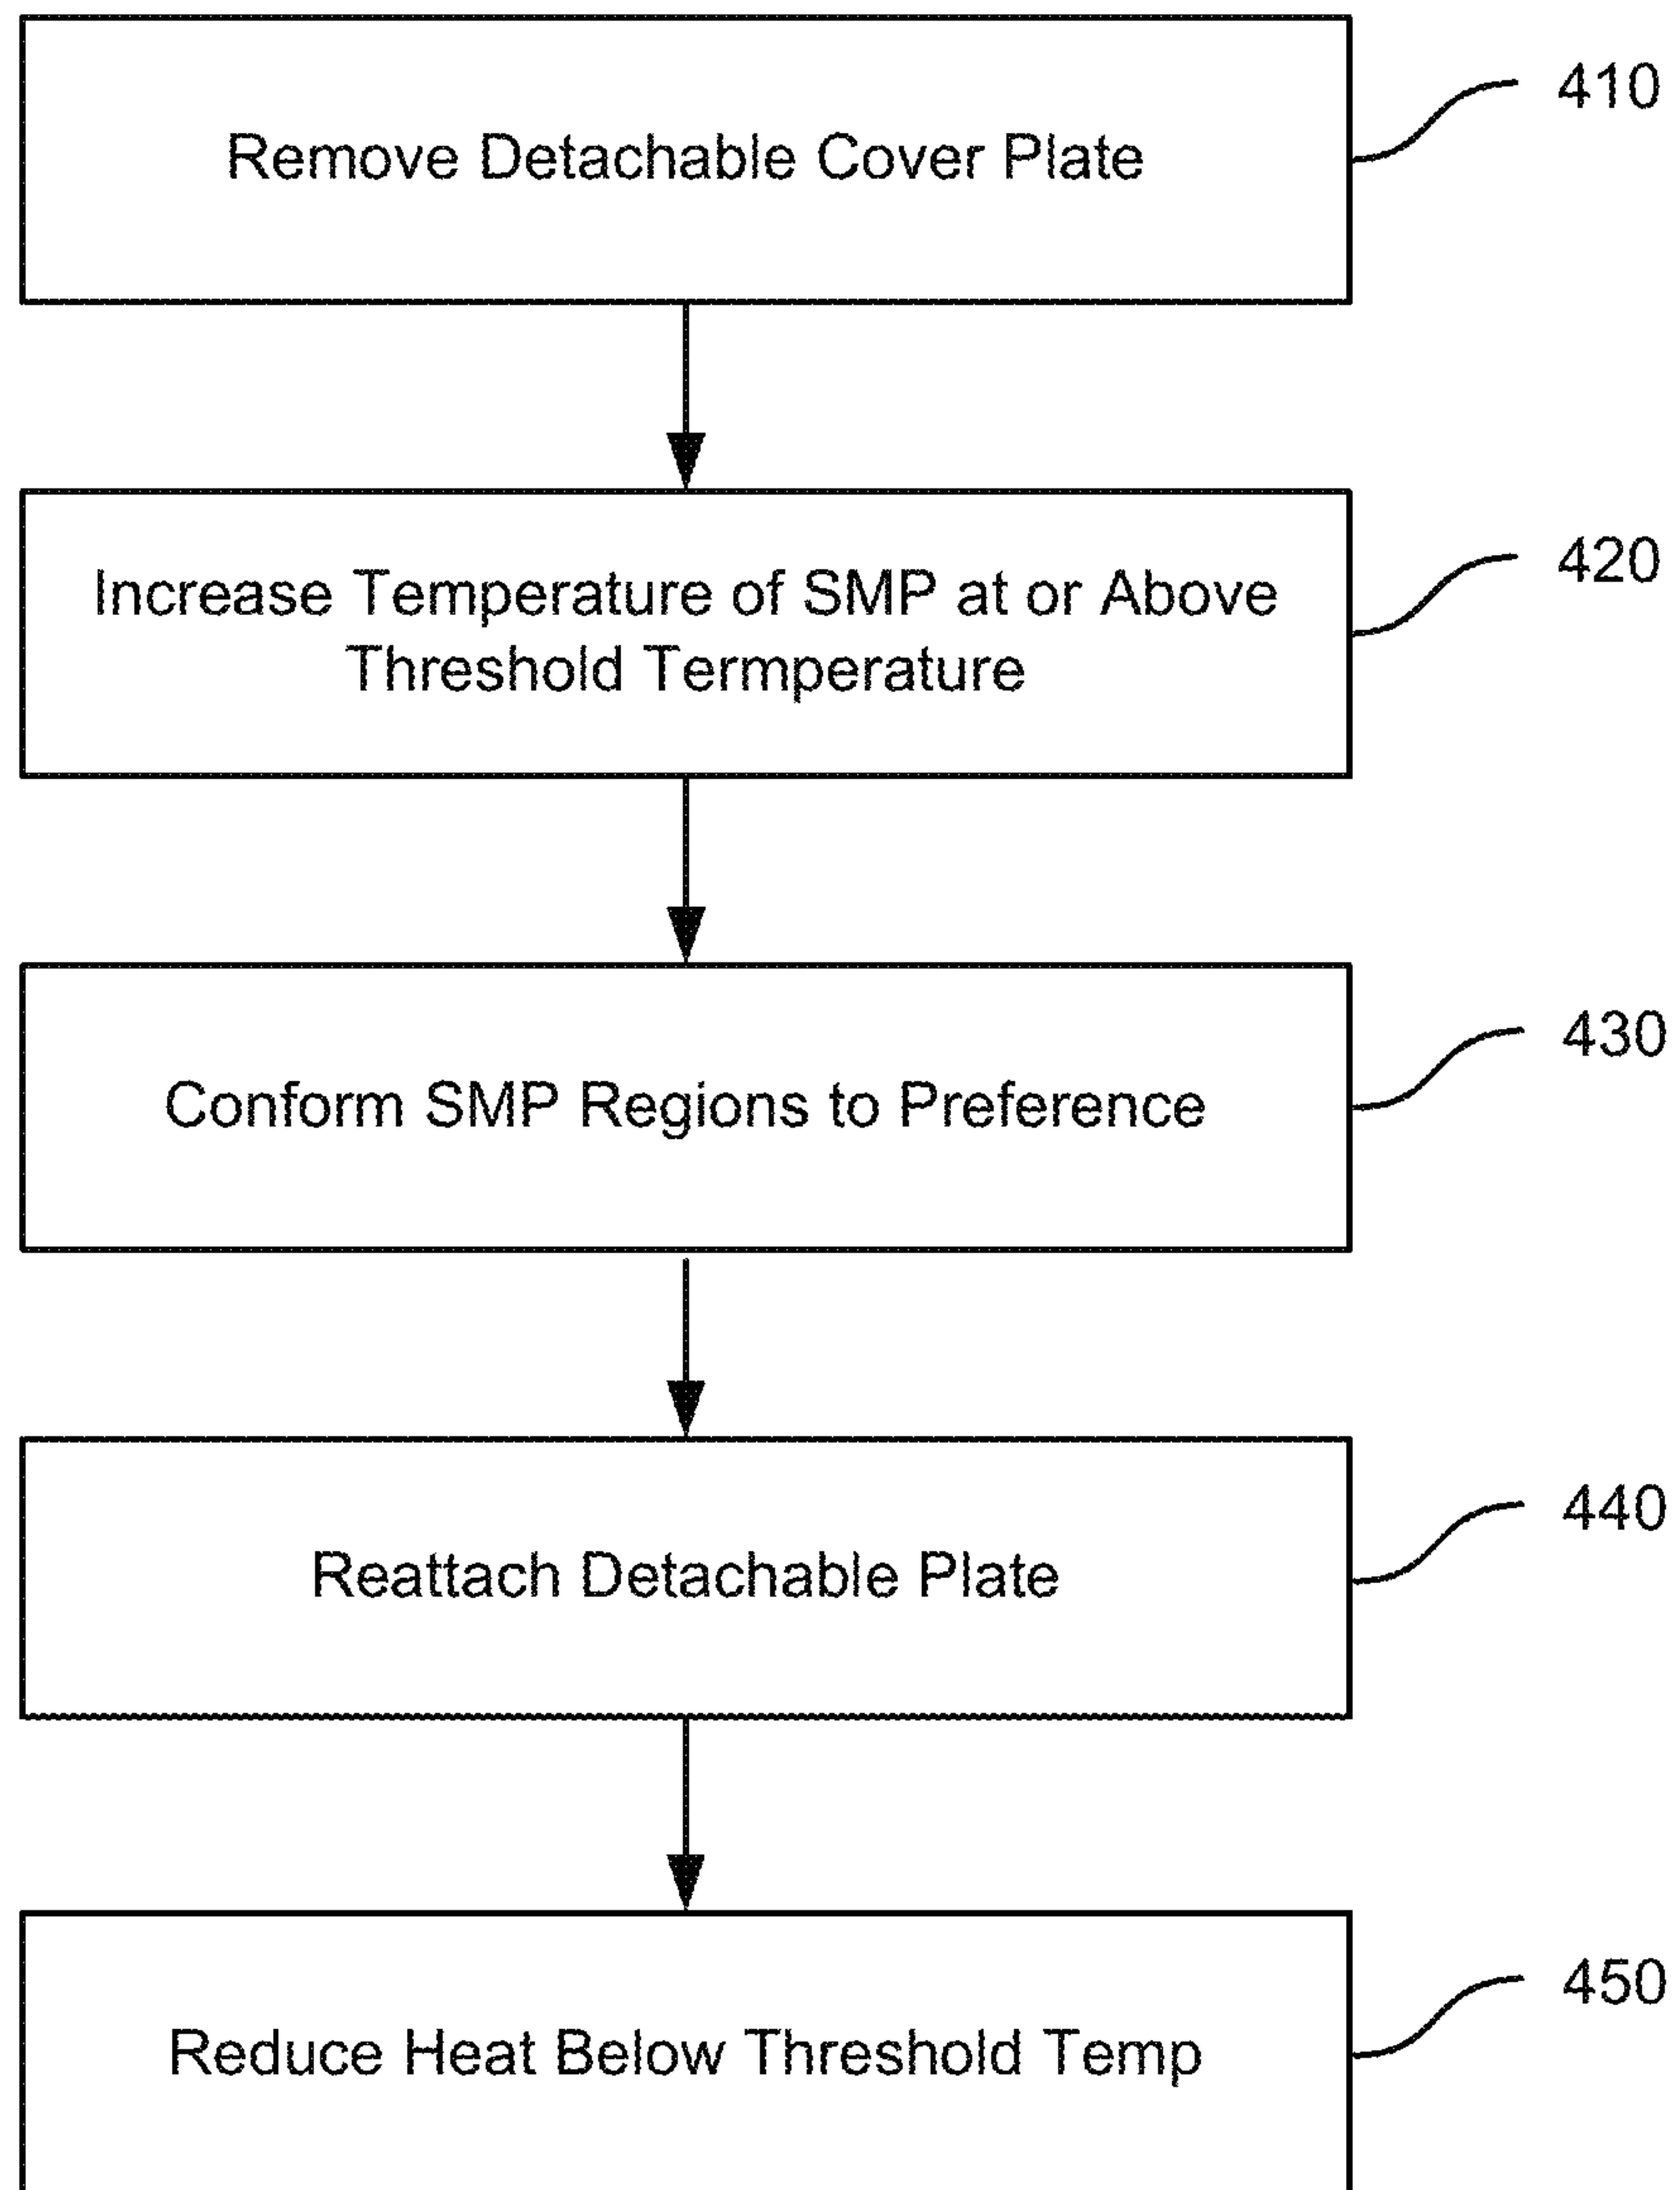 Remove Detachable Cover Plate
410
Increase Temperature of SMP at or Above
Threshold Termperature
420
Conform SMP Regions to Preference
430
Reattach Detachable Plate
440
Reduce Heat Below Threshold Temp
450